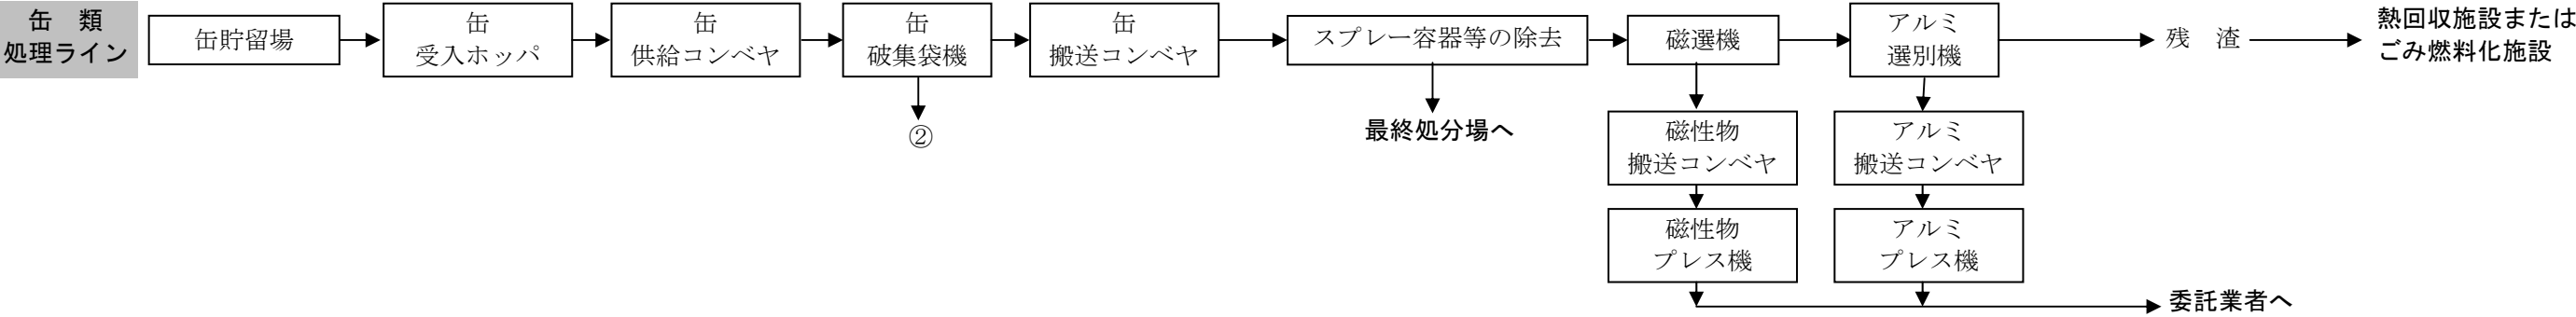 缶　類
処理ライン
缶貯留場
缶
受入ホッパ
缶
供給コンベヤ
缶
破集袋機
缶
搬送コンベヤ
スプレー容器等の除去
磁選機
アルミ
選別機
残　渣
熱回収施設または
ごみ燃料化施設
②
最終処分場へ
磁性物
搬送コンベヤ
アルミ
搬送コンベヤ
磁性物
プレス機
アルミ
プレス機
委託業者へ